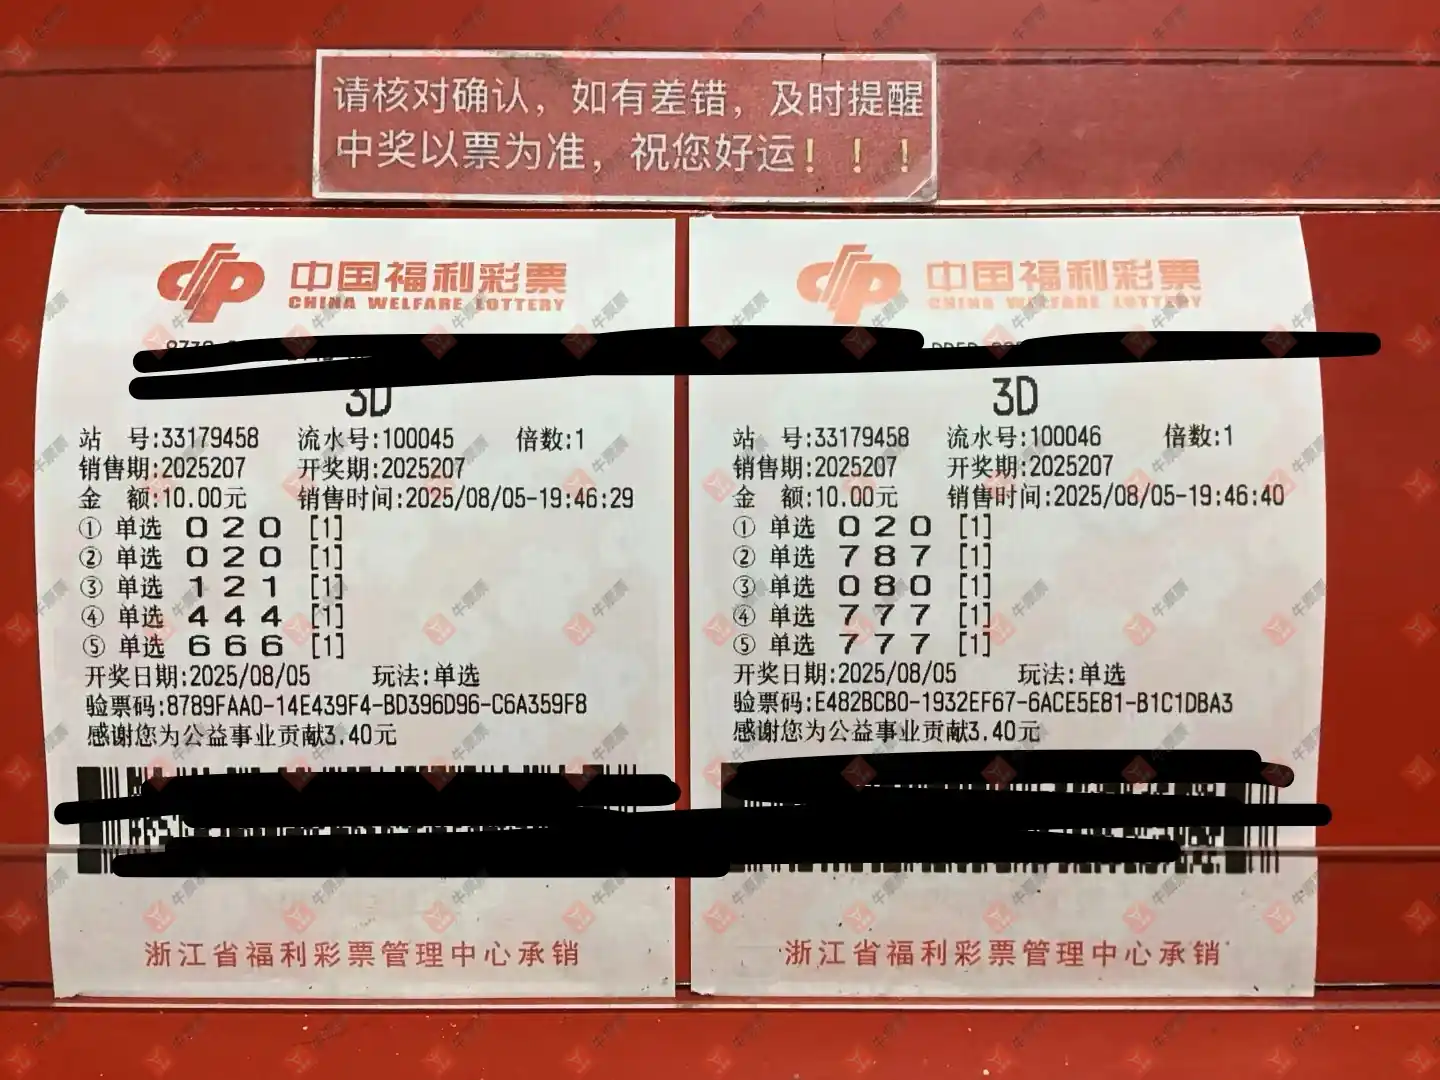 请核对确认，如有差错，及时提醒
中奖以票为准，祝您好运！！！
中国福利彩票
CHINA WELFARE LOTTERY
3D
站 号:33179458 流水号:100045 倍数:1
销售期:2025207 开奖期:2025207
金 额:10.00元 销售时间:2025/08/05-19:46:29
① 单选 0 2 0 [1]
② 单选 0 2 0 [1]
③ 单选 1 2 1 [1]
④ 单选 4 4 4 [1]
⑤ 单选 6 6 6 [1]
开奖日期:2025/08/05 玩法:单选
验票码:8789FAA0-14E439F4-BD396D96-C6A359F8
感谢您为公益事业贡献3.40元
浙江省福利彩票管理中心承销
中国福利彩票
CHINA WELFARE LOTTERY
3D
站 号:33179458 流水号:100046 倍数:1
销售期:2025207 开奖期:2025207
金 额:10.00元 销售时间:2025/08/05-19:46:40
① 单选 0 2 0 [1]
② 单选 7 8 7 [1]
③ 单选 0 8 0 [1]
④ 单选 7 7 7 [1]
⑤ 单选 7 7 7 [1]
开奖日期:2025/08/05 玩法:单选
验票码:E482BCB0-1932EF67-6ACE5E81-B1C1DBA3
感谢您为公益事业贡献3.40元
浙江省福利彩票管理中心承销
牛票票